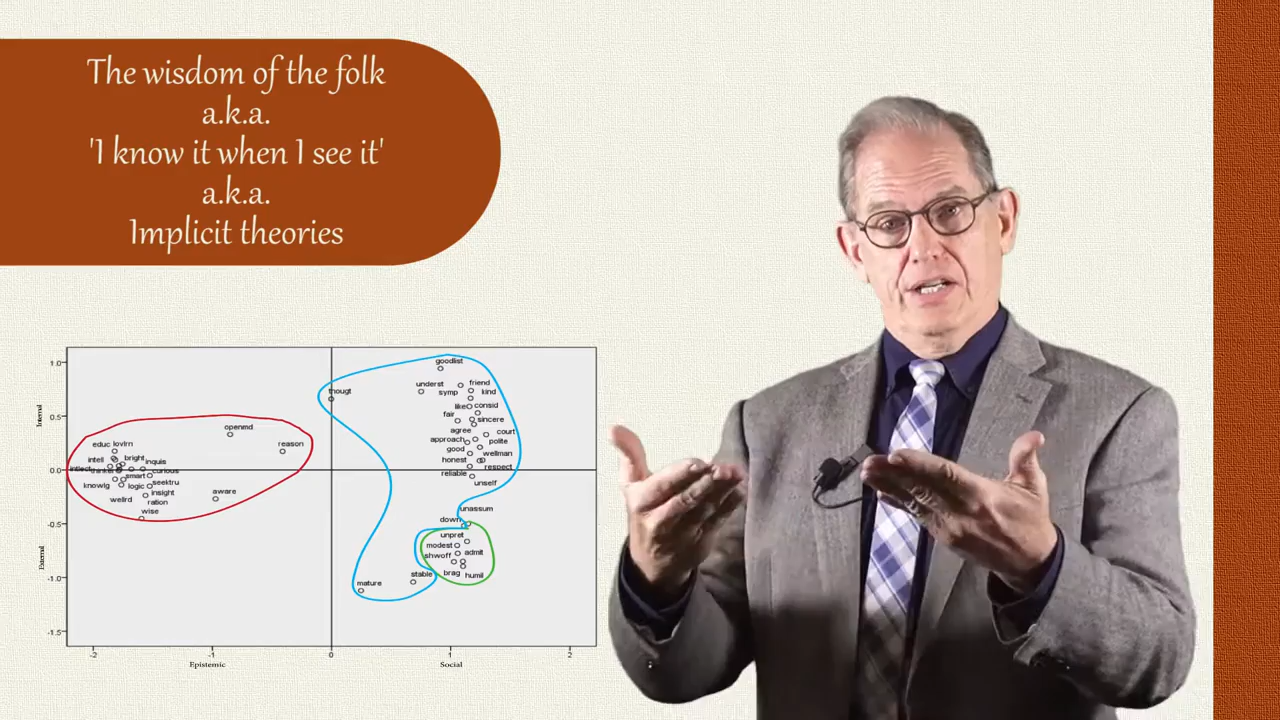 The wisdom of the folk
a.k.a.
'I know it when I see it'
a.k.a.
Implicit theories
goodlist
1.0
thougt
underst
friend
symp
kind
like
consid
Internal
0.5
fair
sincere
openmd
agree
court
educ
lovlrn
reason
approach
polite
intell
bright
inquis
good
wellman
honest
0.0
intlect
thinker
curious
respect
reliable
smart
seektru
unself
knowlg
logic
insight
aware
wellrd
ration
wise
unassum
-0.5
down
unpret
modest
admit
External
shwoff
brag
humil
stable
-1.0
mature
-1.5
-2
-1
0
1
2
Epistemic
Social